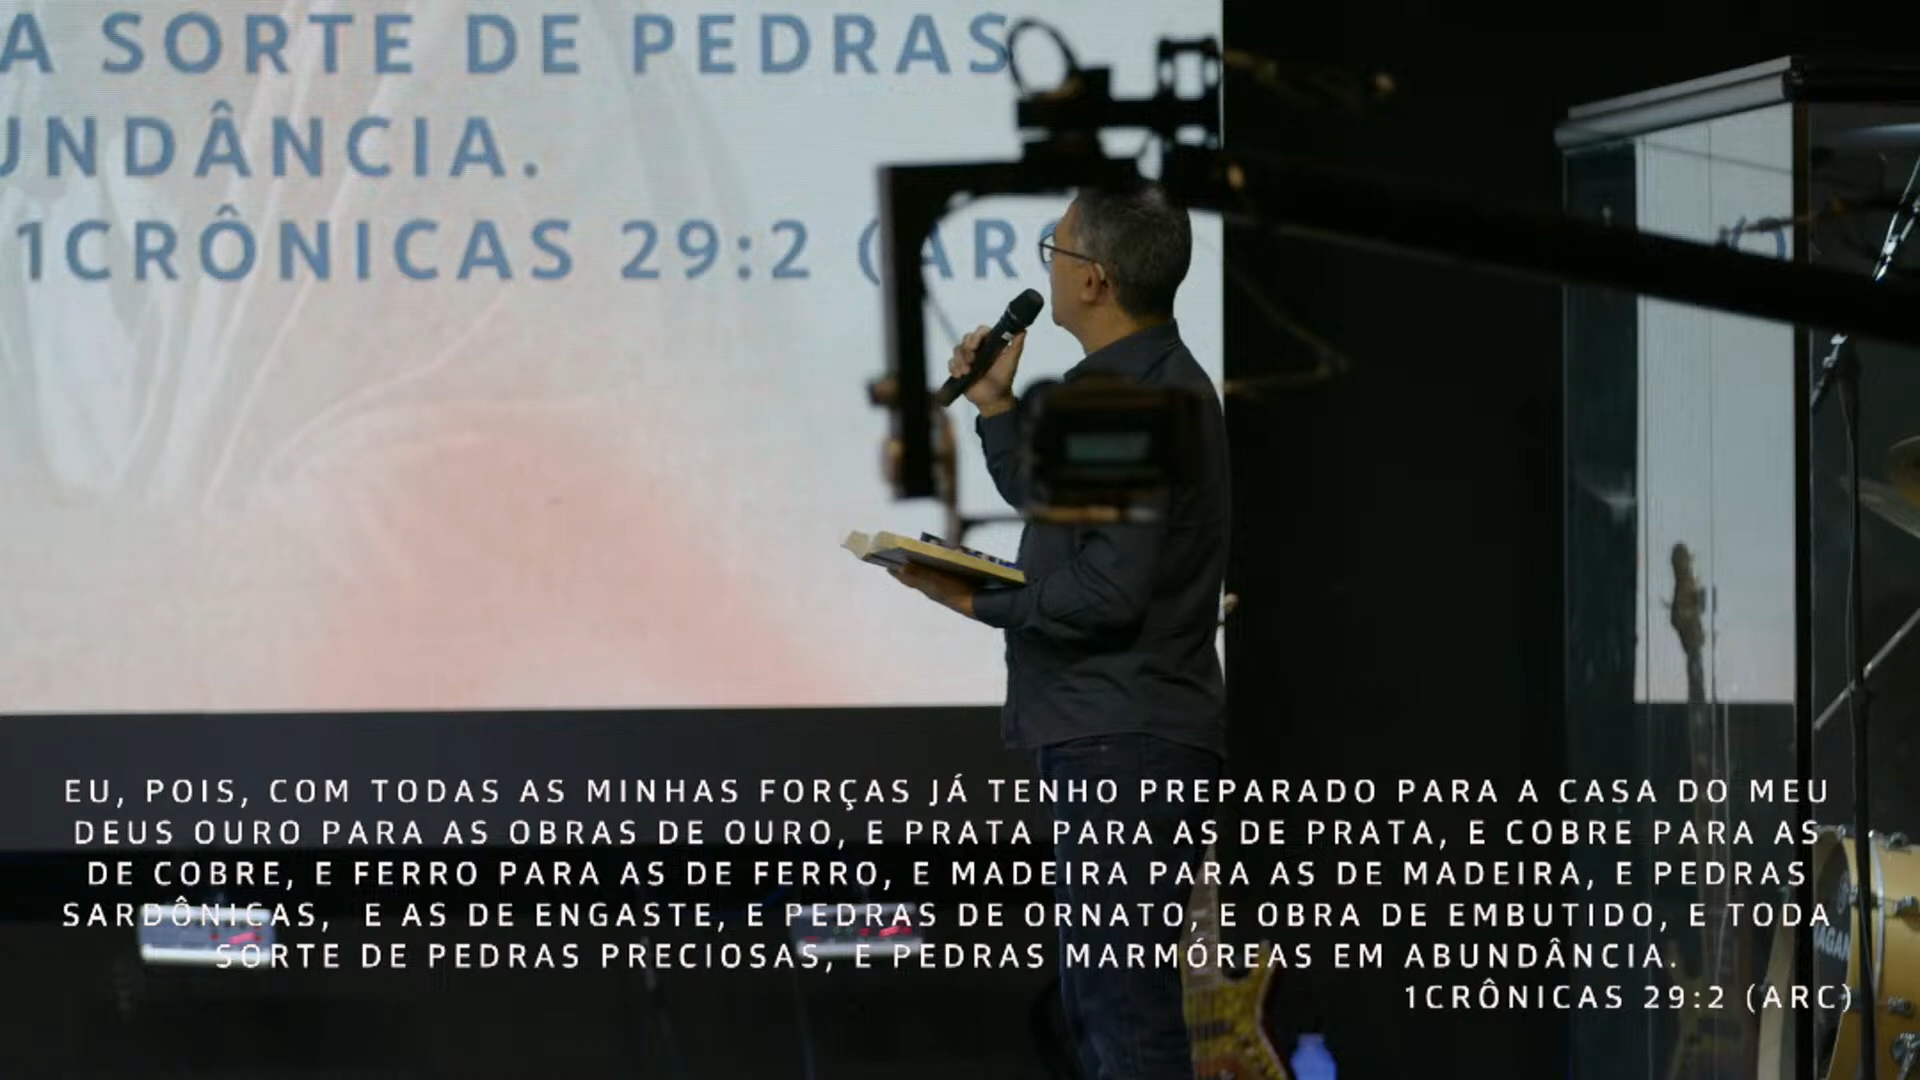 A SORTE DE PEDRAS
UNDÂNCIA.
1CRÔNICAS 29:2 (ARC)
EU, POIS, COM TODAS AS MINHAS FORÇAS JÁ TENHO PREPARADO PARA A CASA DO MEU
DEUS OURO PARA AS OBRAS DE OURO, E PRATA PARA AS DE PRATA, E COBRE PARA AS
DE COBRE, E FERRO PARA AS DE FERRO, E MADEIRA PARA AS DE MADEIRA, E PEDRAS
SARDÔNICAS, E AS DE ENGASTE, E PEDRAS DE ORNATO, E OBRA DE EMBUTIDO, E TODA
SORTE DE PEDRAS PRECIOSAS, E PEDRAS MARMÓREAS EM ABUNDÂNCIA.
1CRÔNICAS 29:2 (ARC)